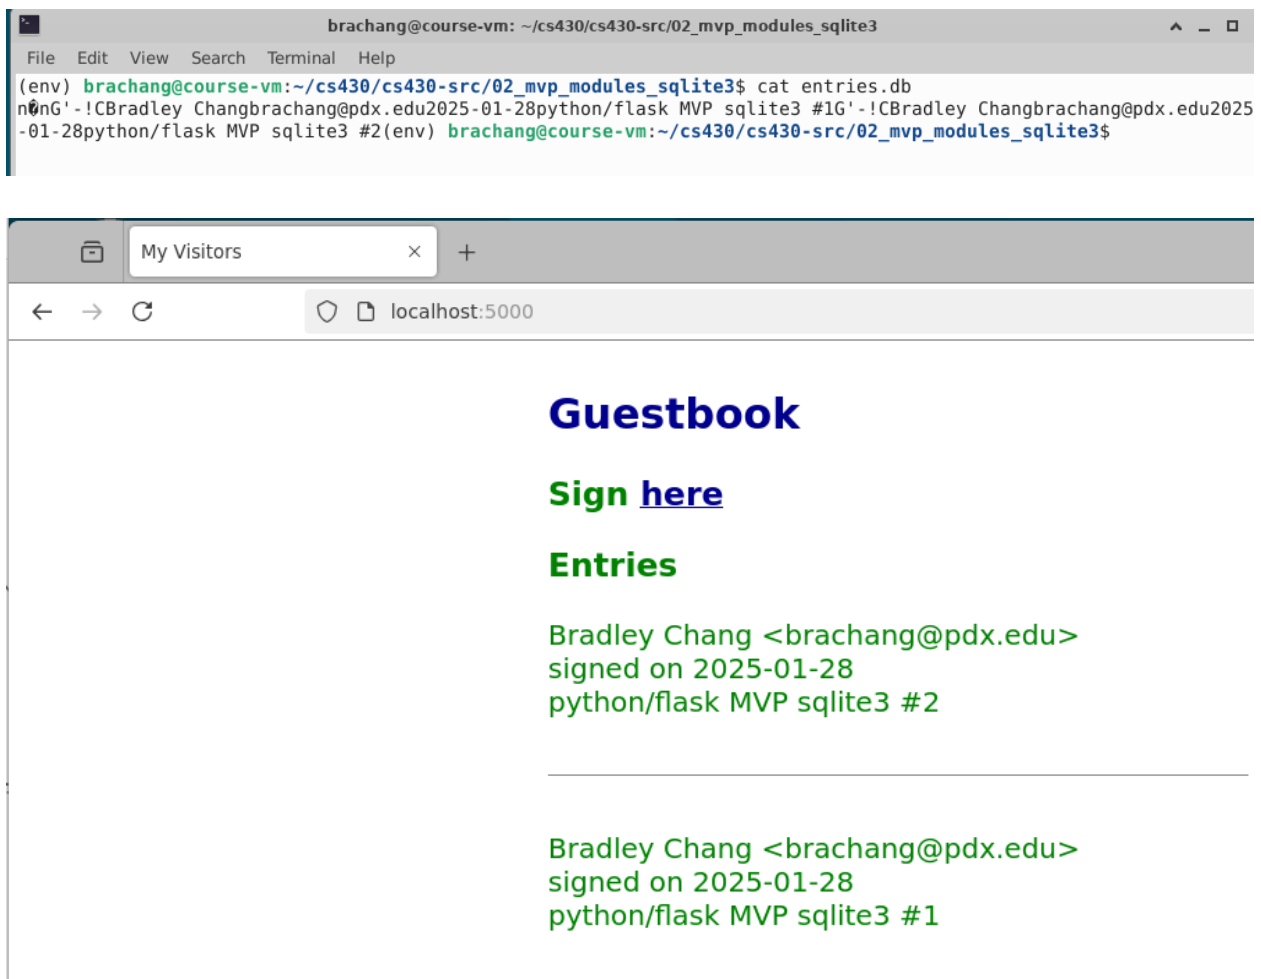 brachang@course-vm: ~/cs430/cs430-src/02_mvp_modules_sqlite3
File Edit View Search Terminal Help
(env) brachang@course-vm:~/cs430/cs430-src/02_mvp_modules_sqlite3$ cat entries.db
n�nG'-!CBradley Changbrachang@pdx.edu2025-01-28python/flask MVP sqlite3 #1G'-!CBradley Changbrachang@pdx.edu2025
-01-28python/flask MVP sqlite3 #2(env) brachang@course-vm:~/cs430/cs430-src/02_mvp_modules_sqlite3$
My Visitors
localhost:5000
Guestbook
Sign here
Entries
Bradley Chang <brachang@pdx.edu>
signed on 2025-01-28
python/flask MVP sqlite3 #2
Bradley Chang <brachang@pdx.edu>
signed on 2025-01-28
python/flask MVP sqlite3 #1